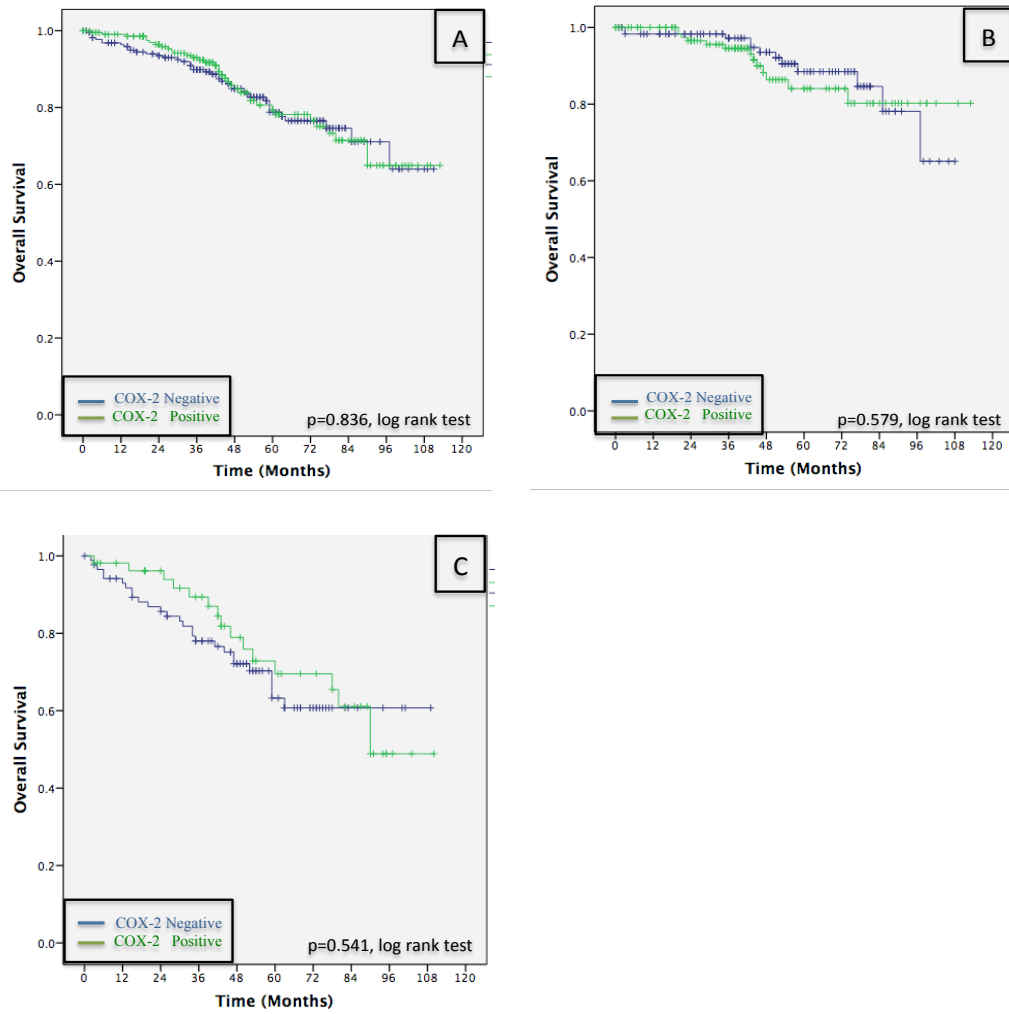 A
Overall Survival
1.0
0.8
0.6
0.4
0.2
0.0
COX-2 Negative
COX-2 Positive
p=0.836, log rank test
0 12 24 36 48 60 72 84 96 108 120
Time (Months)
B
Overall Survival
1.0
0.8
0.6
0.4
0.2
0.0
COX-2 Negative
COX-2 Positive
p=0.579, log rank test
0 12 24 36 48 60 72 84 96 108 120
Time (Months)
C
Overall Survival
1.0
0.8
0.6
0.4
0.2
0.0
COX-2 Negative
COX-2 Positive
p=0.541, log rank test
0 12 24 36 48 60 72 84 96 108 120
Time (Months)